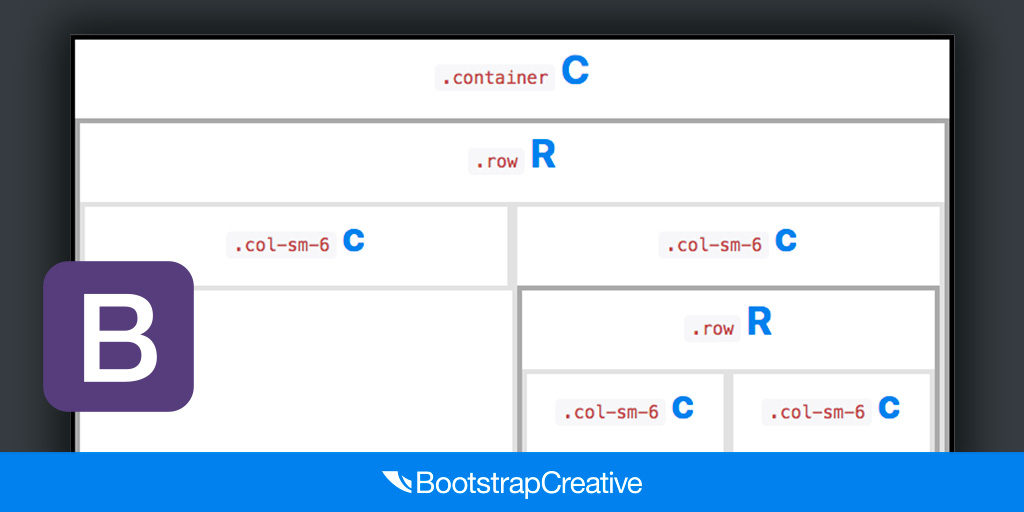 .container C
.row R
.col-sm-6 C .col-sm-6 C
B
.row R
.col-sm-6 C .col-sm-6 C
BootstrapCreative